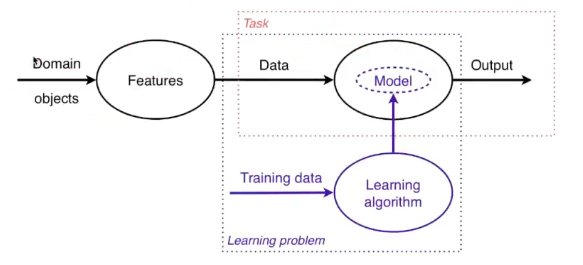 Task
Domain
objects
Features
Data
Model
Output
Training data
Learning
algorithm
Learning problem